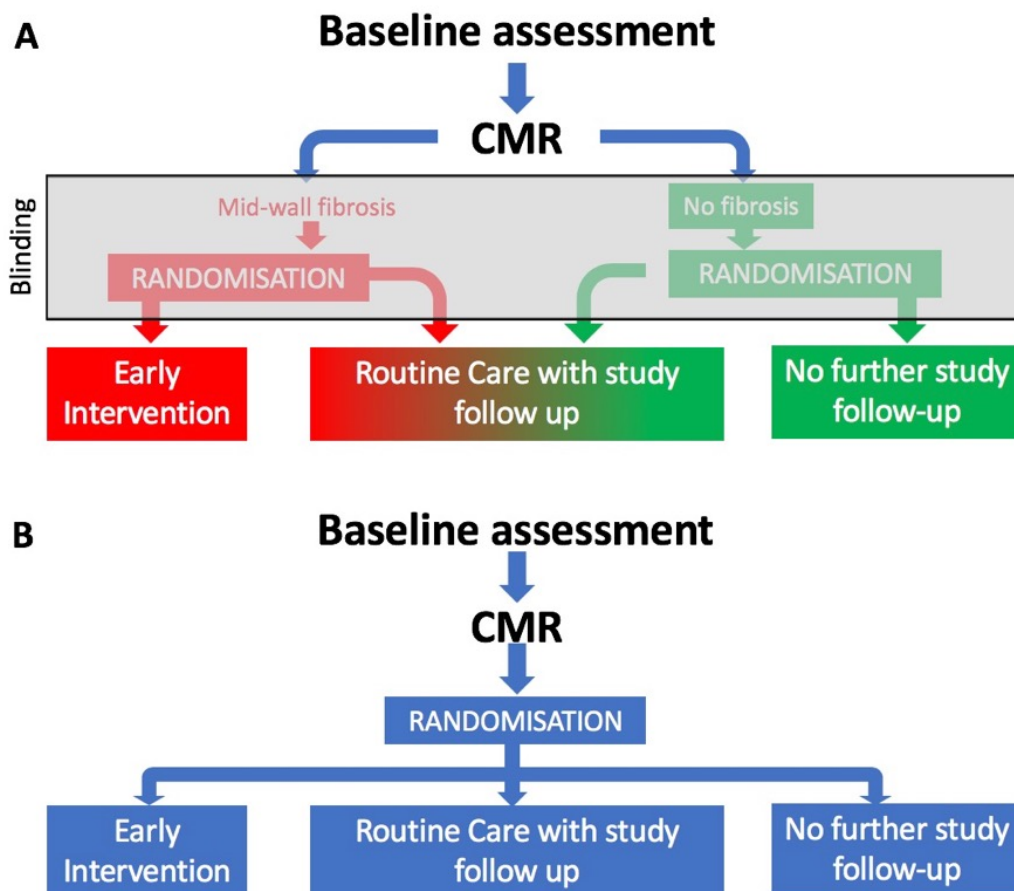 A
Baseline assessment
CMR
Blinding
Mid-wall fibrosis
No fibrosis
RANDOMISATION
RANDOMISATION
Early
Intervention
Routine Care with study
follow up
No further study
follow-up
B
Baseline assessment
CMR
RANDOMISATION
Early
Intervention
Routine Care with study
follow up
No further study
follow-up